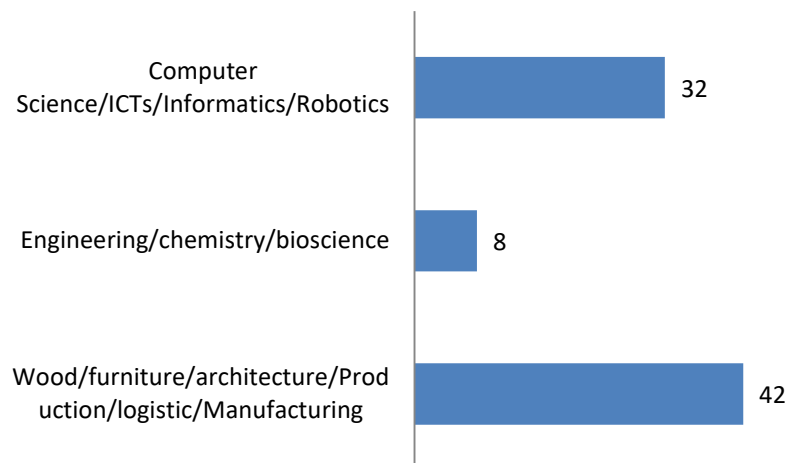 Computer
Science/ICTs/Informatics/Robotics
32
Engineering/chemistry/bioscience
8
Wood/furniture/architecture/Prod
uction/logistic/Manufacturing
42